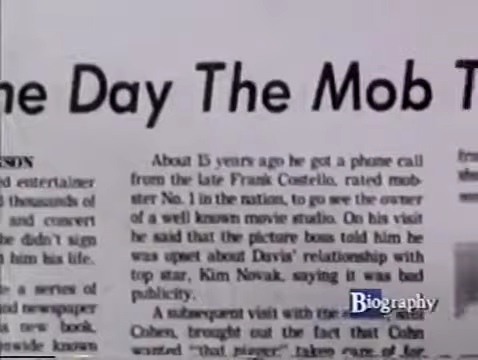 ne Day The Mob T
SON
d entertainer
thousands of
and concert
he didn't sign
him his life.
e a series of
nd newspaper
s new book,
nwide known
About 15 years ago he got a phone call
from the late Frank Costello, rated mob-
ster No. 1 in the nation, to go see the owner
of a well known movie studio. On his visit
he said that the picture boss told him he
was upset about Davis' relationship with
top star, Kim Novak, saying it was bad
publicity.
A subsequent visit with the
Cohen, brought out the fact that Cohn
wanted "that taken care of for
Biography